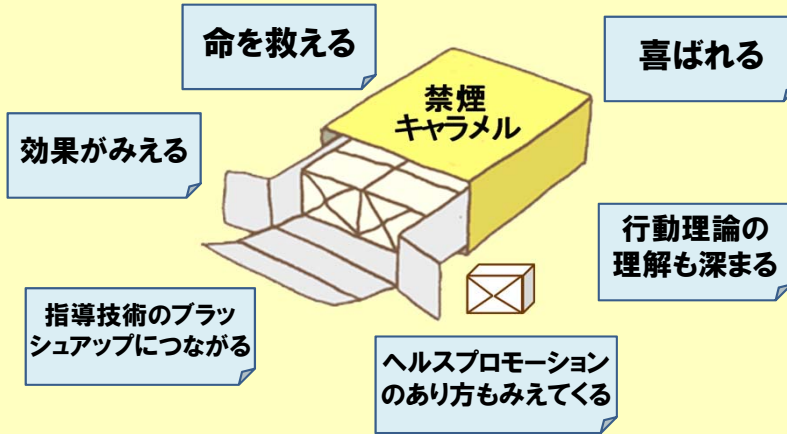 命を救える
喜ばれる
禁煙
キャラメル
効果がみえる
行動理論の
理解も深まる
指導技術のブラッ
シュアップにつながる
ヘルスプロモーション
のあり方もみえてくる